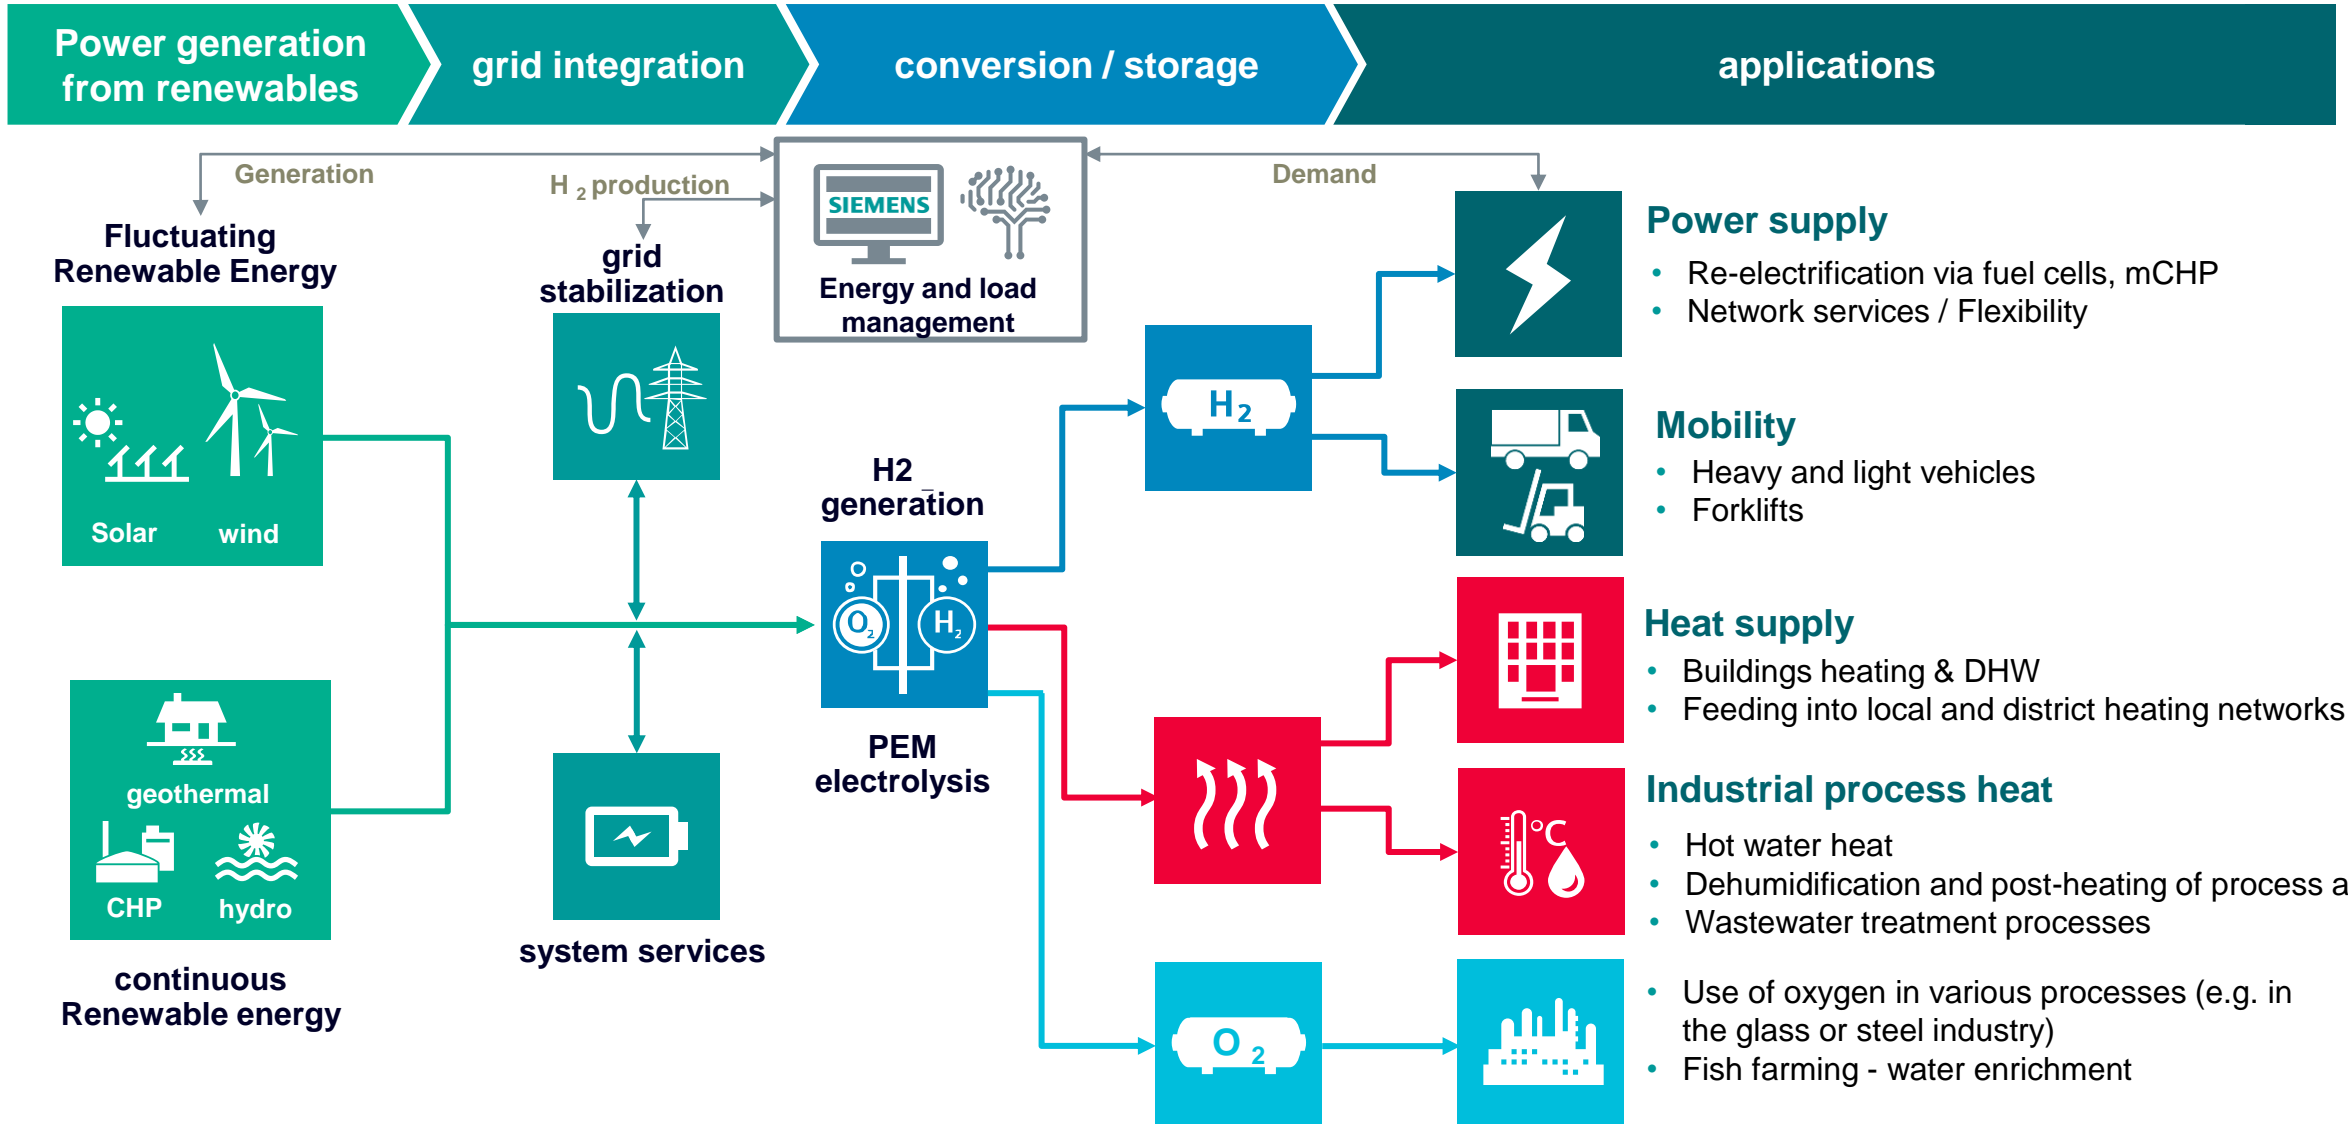 Power generation
from renewables
grid integration
conversion / storage
applications
Generation
H 2 production
Demand
SIEMENS
Energy and load
management
Fluctuating
Renewable Energy
Solar wind
geothermal
CHP hydro
continuous
Renewable energy
grid
stabilization
system services
H2
generation
O2 H2
PEM
electrolysis
H2
O 2
Power supply
• Re-electrification via fuel cells, mCHP
• Network services / Flexibility
Mobility
• Heavy and light vehicles
• Forklifts
Heat supply
• Buildings heating & DHW
• Feeding into local and district heating networks
°C
Industrial process heat
• Hot water heat
• Dehumidification and post-heating of process a
• Wastewater treatment processes
• Use of oxygen in various processes (e.g. in
the glass or steel industry)
• Fish farming - water enrichment